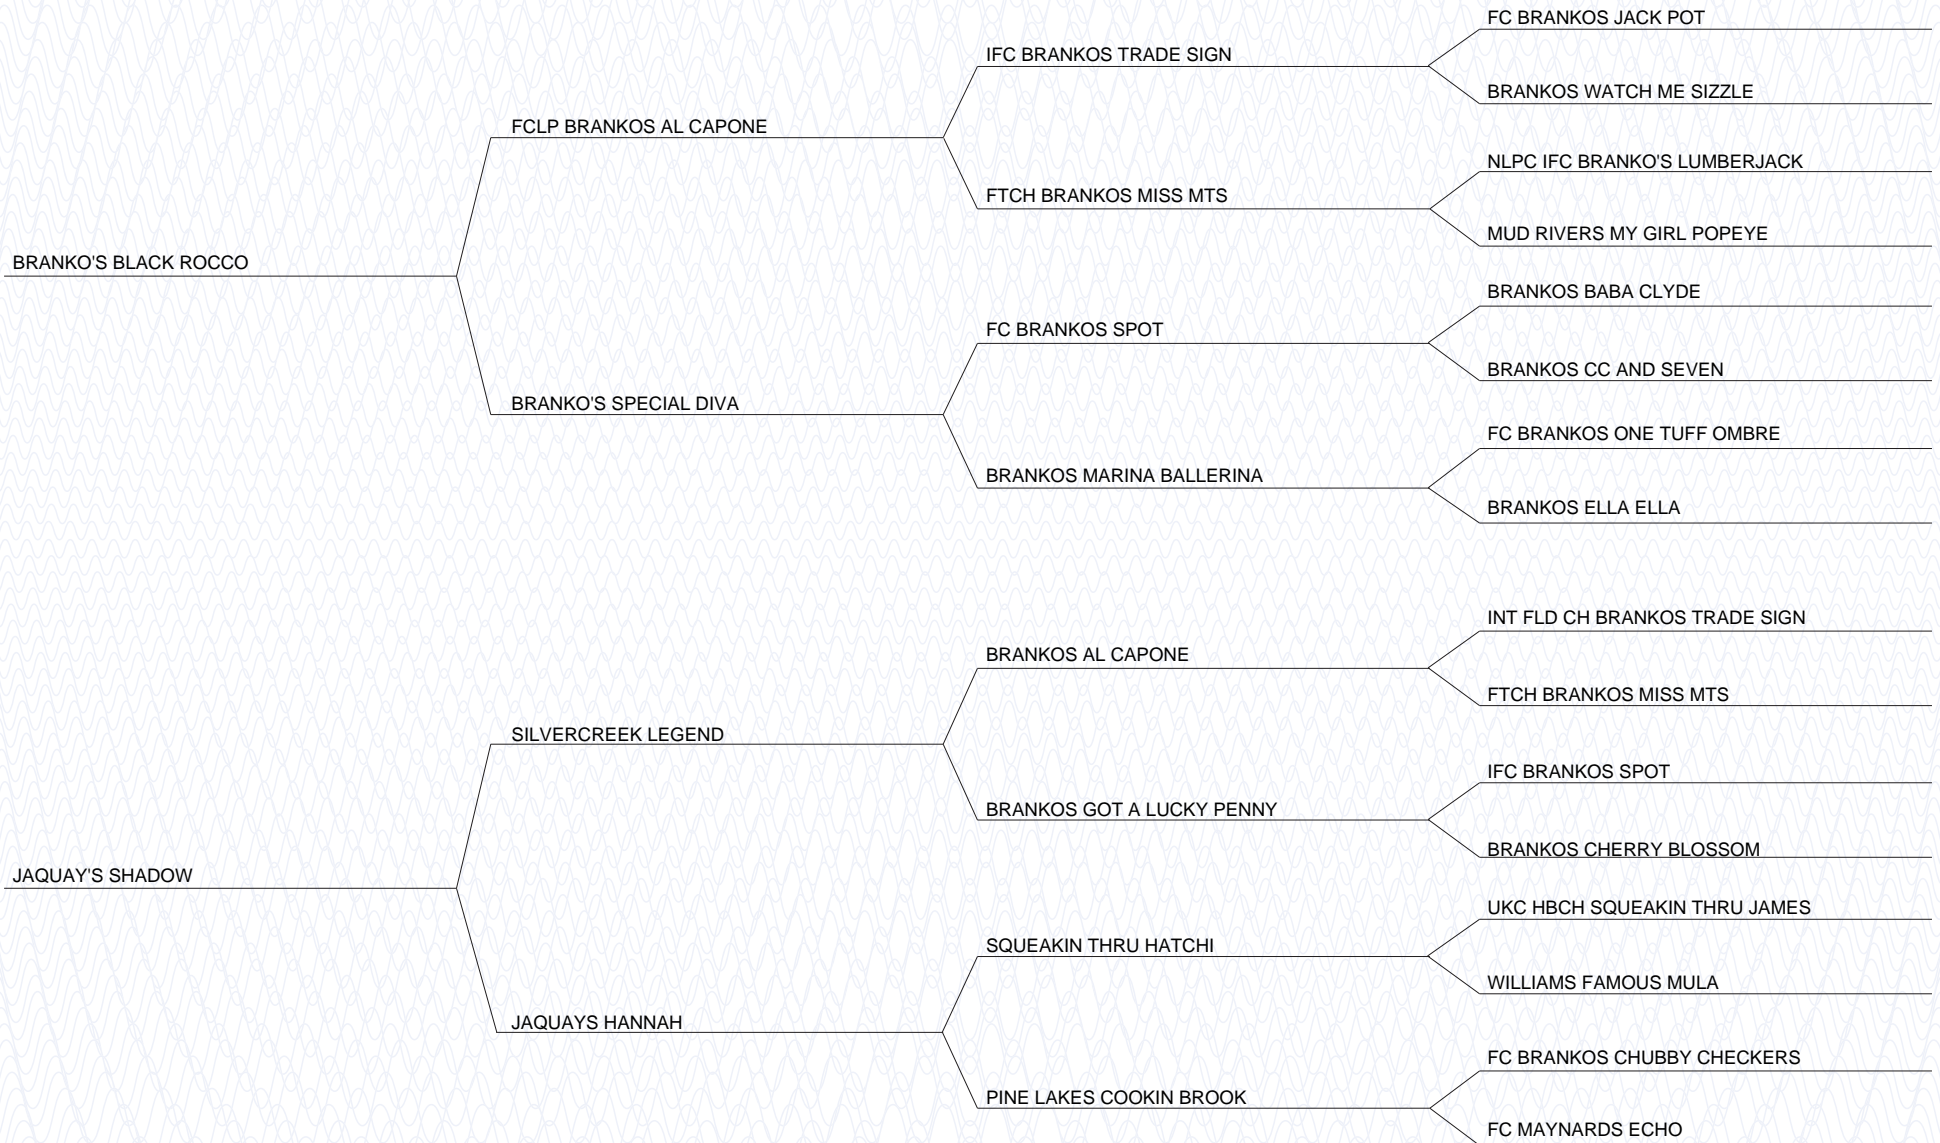 FC BRANKOS JACK POT
IFC BRANKOS TRADE SIGN
BRANKOS WATCH ME SIZZLE
FCLP BRANKOS AL CAPONE
NLPC IFC BRANKO'S LUMBERJACK
FTCH BRANKOS MISS MTS
MUD RIVERS MY GIRL POPEYE
BRANKO'S BLACK ROCCO
BRANKOS BABA CLYDE
FC BRANKOS SPOT
BRANKOS CC AND SEVEN
BRANKO'S SPECIAL DIVA
FC BRANKOS ONE TUFF OMBRE
BRANKOS MARINA BALLERINA
BRANKOS ELLA ELLA
INT FLD CH BRANKOS TRADE SIGN
BRANKOS AL CAPONE
FTCH BRANKOS MISS MTS
SILVERCREEK LEGEND
IFC BRANKOS SPOT
BRANKOS GOT A LUCKY PENNY
BRANKOS CHERRY BLOSSOM
JAQUAY'S SHADOW
UKC HBCH SQUEAKIN THRU JAMES
SQUEAKIN THRU HATCHI
WILLIAMS FAMOUS MULA
JAQUAYS HANNAH
FC BRANKOS CHUBBY CHECKERS
PINE LAKES COOKIN BROOK
FC MAYNARDS ECHO